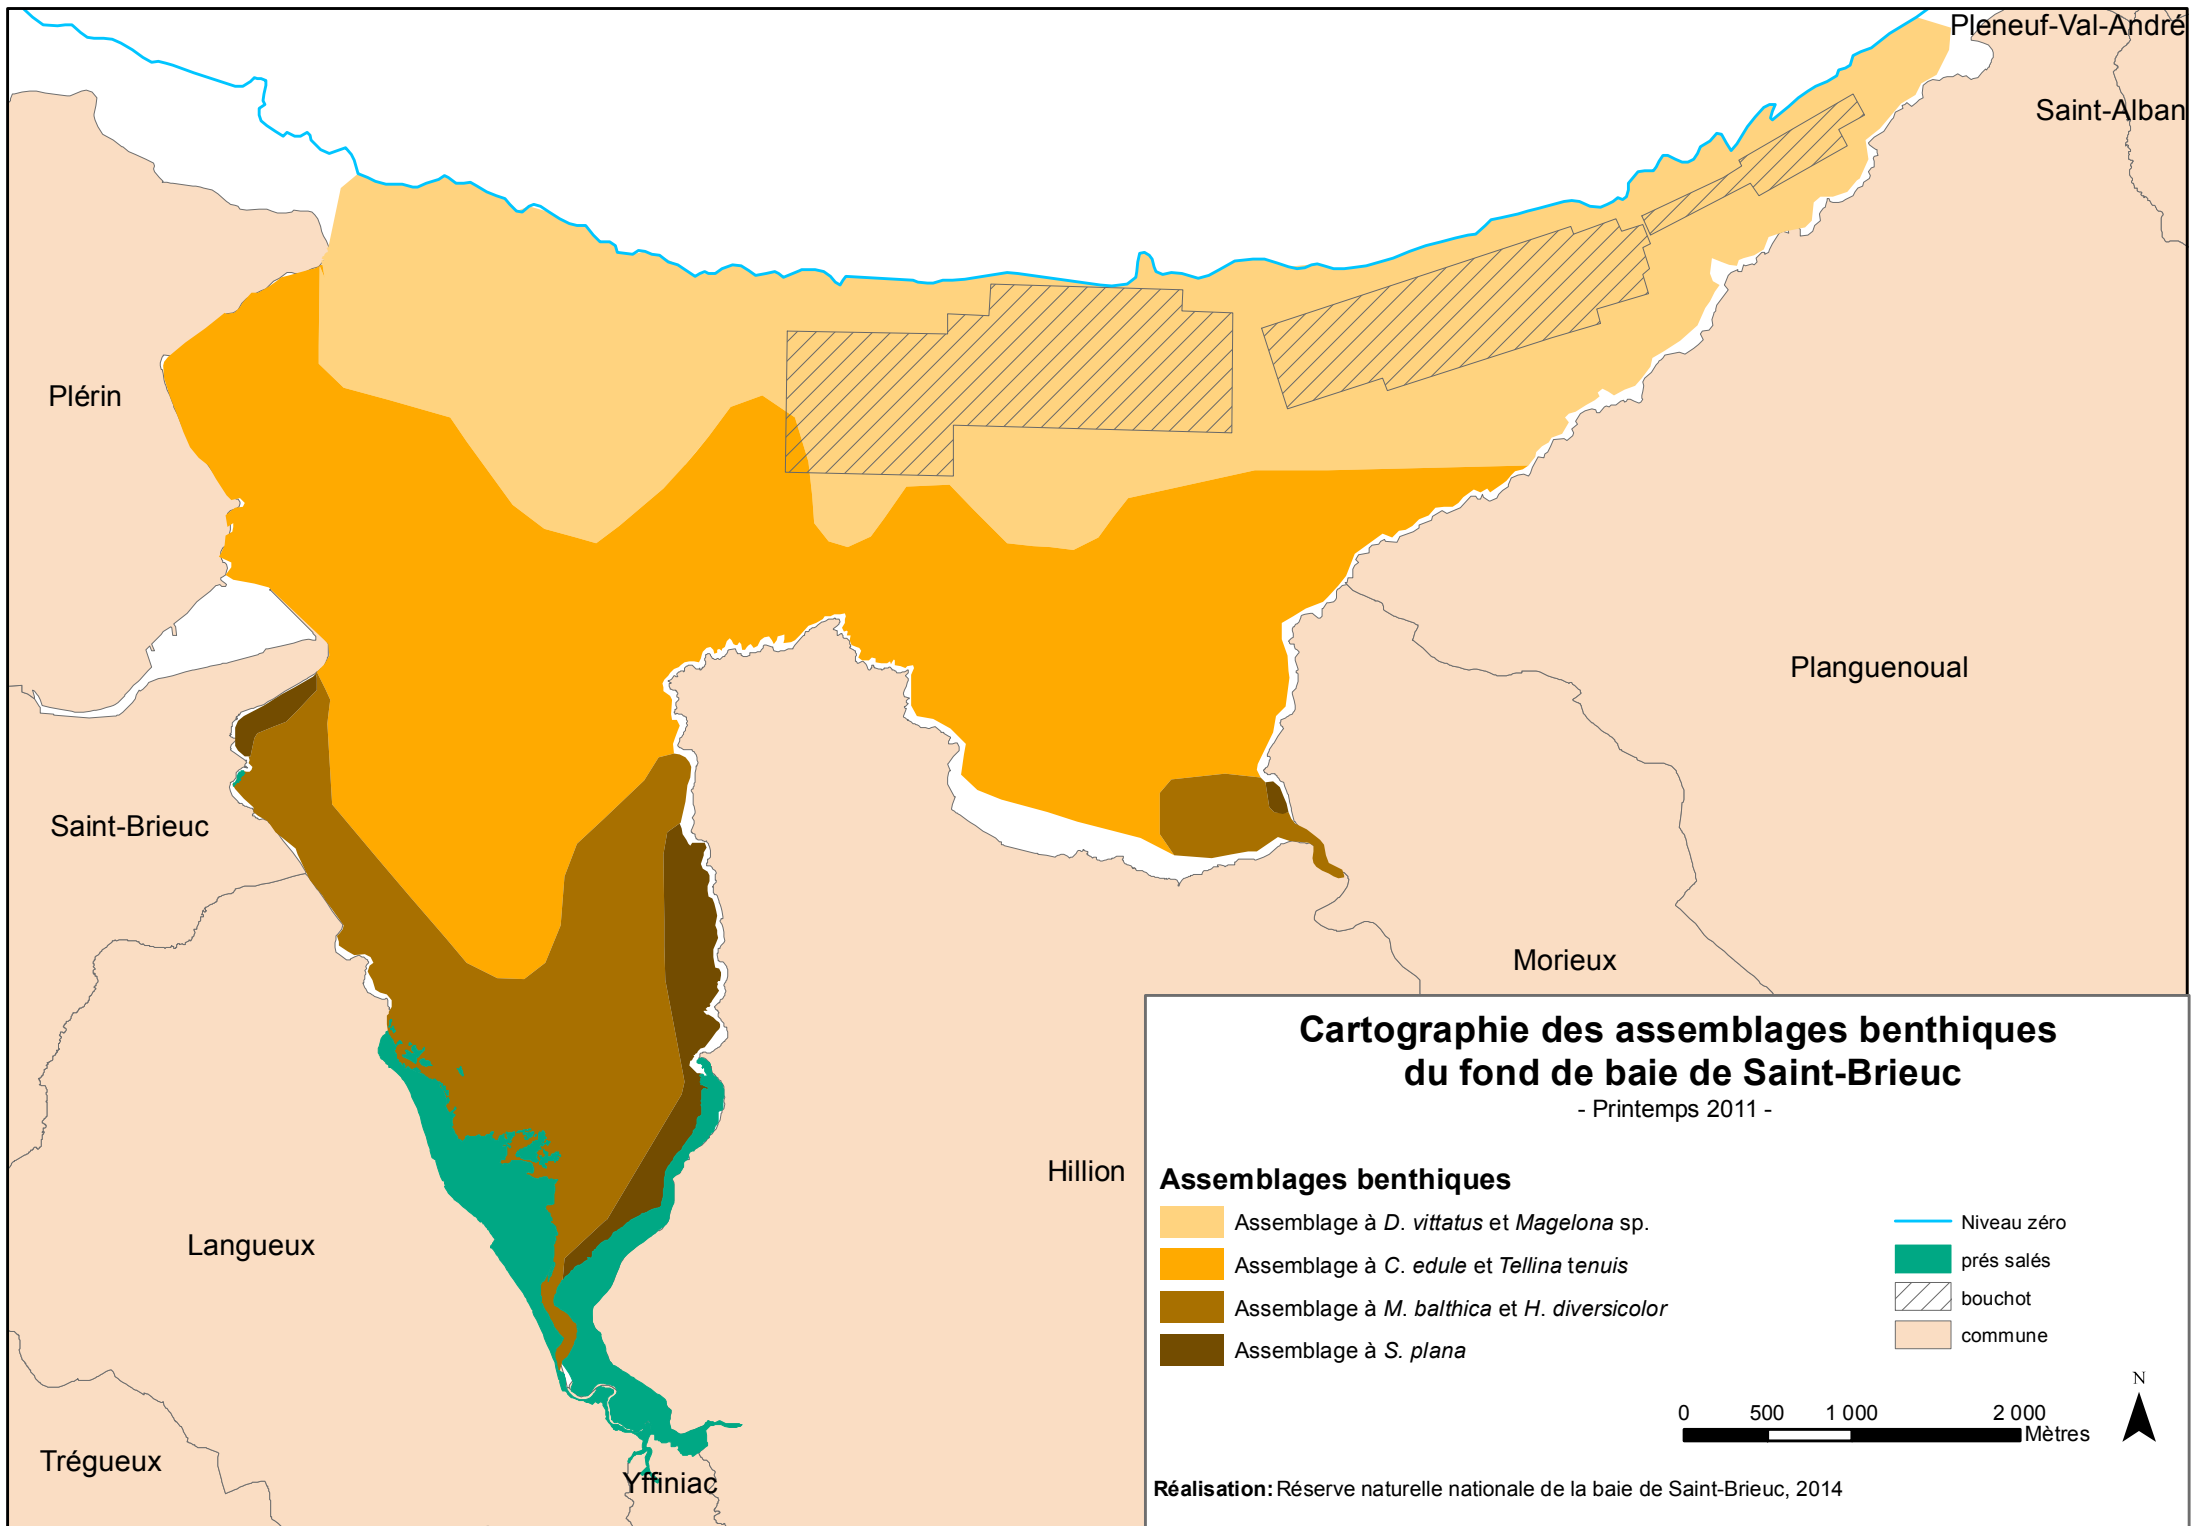 Pleneuf-Val-André
Saint-Alban
Plérin
Planguenoual
Saint-Brieuc
Morieux
Hillion
Langueux
Trégueux
Yffiniac
Cartographie des assemblages benthiques
du fond de baie de Saint-Brieuc
- Printemps 2011 -
Assemblages benthiques
Assemblage à D. vittatus et Magelona sp.
Assemblage à C. edule et Tellina tenuis
Assemblage à M. balthica et H. diversicolor
Assemblage à S. plana
Niveau zéro
prés salés
bouchot
commune
N
0 500 1 000 2 000
Mètres
Réalisation: Réserve naturelle nationale de la baie de Saint-Brieuc, 2014